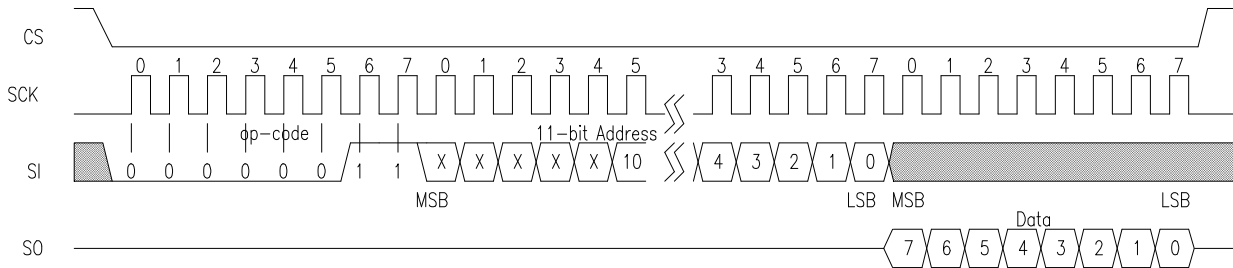 CS
0 1 2 3 4 5 6 7 0 1 2 3 4 5 3 4 5 6 7 0 1 2 3 4 5 6 7
SCK
op-code 11-bit Address
SI 0 0 0 0 0 0 1 1 X X X X X 10 4 3 2 1 0
MSB LSB MSB LSB
Data
SO 7 6 5 4 3 2 1 0